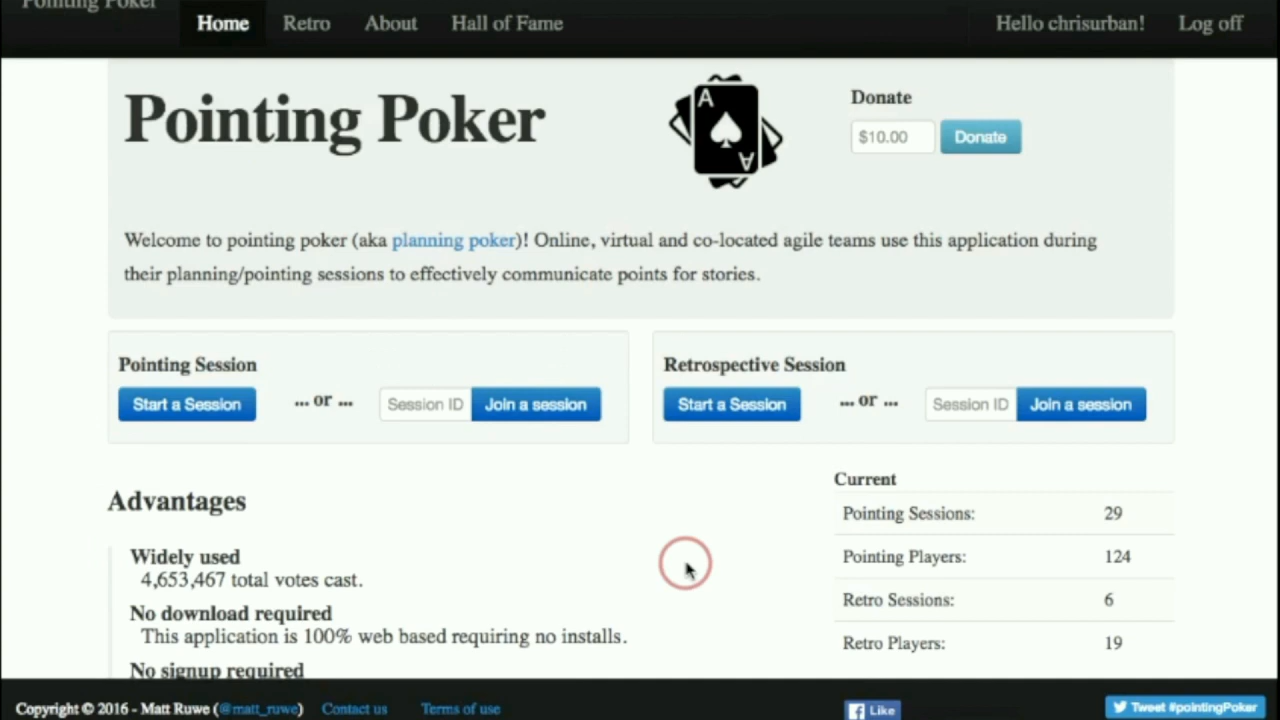 Pointing Poker
Home Retro About Hall of Fame Hello chrisurban! Log off
Pointing Poker
A
A
Donate
$10.00 Donate
Welcome to pointing poker (aka planning poker)! Online, virtual and co-located agile teams use this application during
their planning/pointing sessions to effectively communicate points for stories.
Pointing Session
Start a Session ... or ... Session ID Join a session
Retrospective Session
Start a Session ... or ... Session ID Join a session
Advantages
Widely used
4,653,467 total votes cast.
No download required
This application is 100% web based requiring no installs.
No signup required
Current
Pointing Sessions: 29
Pointing Players: 124
Retro Sessions: 6
Retro Players: 19
Copyright © 2016 - Matt Ruwe (@matt_ruwe) Contact us Terms of use f Like Tweet #pointingPoker